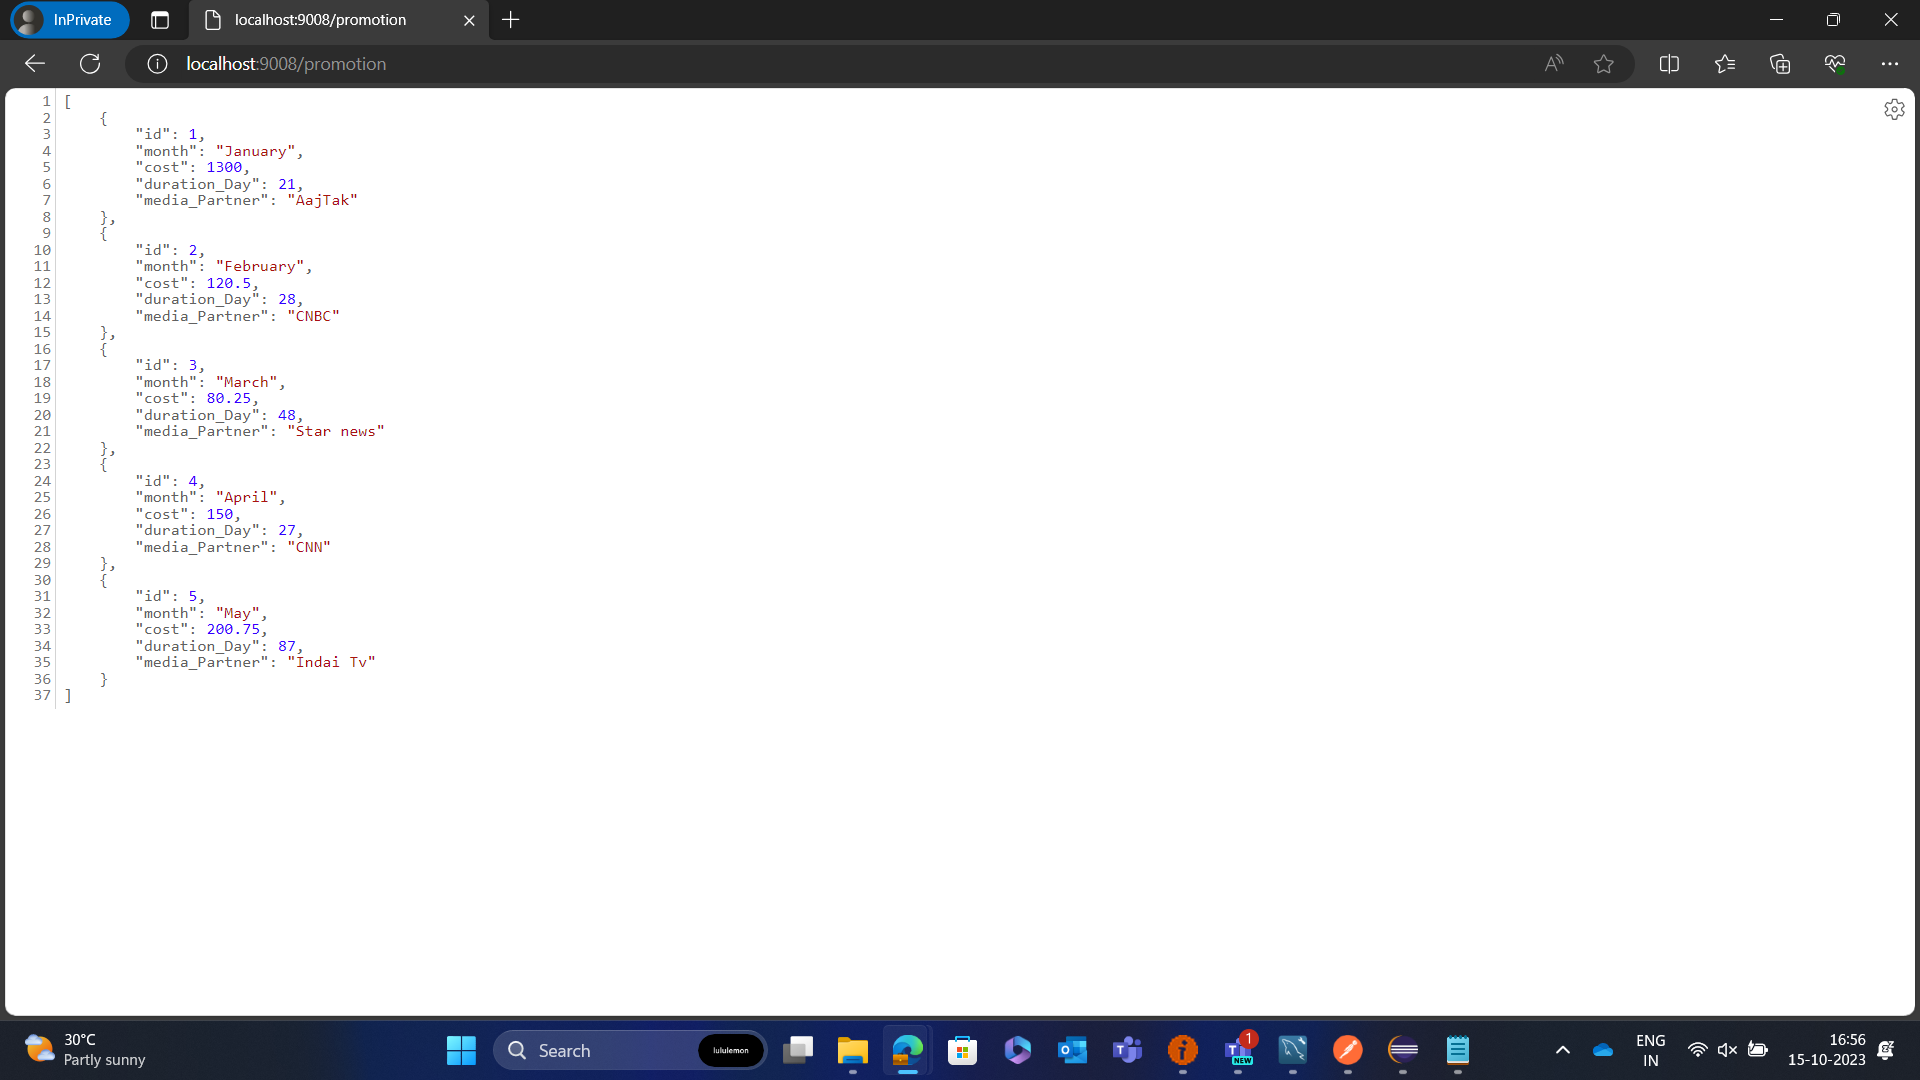 InPrivate
localhost:9008/promotion
localhost:9008/promotion
1 [
2     {
3         "id": 1,
4         "month": "January",
5         "cost": 1300,
6         "duration_Day": 21,
7         "media_Partner": "AajTak"
8     },
9     {
10         "id": 2,
11         "month": "February",
12         "cost": 120.5,
13         "duration_Day": 28,
14         "media_Partner": "CNBC"
15     },
16     {
17         "id": 3,
18         "month": "March",
19         "cost": 80.25,
20         "duration_Day": 48,
21         "media_Partner": "Star news"
22     },
23     {
24         "id": 4,
25         "month": "April",
26         "cost": 150,
27         "duration_Day": 27,
28         "media_Partner": "CNN"
29     },
30     {
31         "id": 5,
32         "month": "May",
33         "cost": 200.75,
34         "duration_Day": 87,
35         "media_Partner": "Indai Tv"
36     }
37 ]
30°C
Partly sunny
Search
lululemon
1
NEW
ENG
IN
16:56
15-10-2023